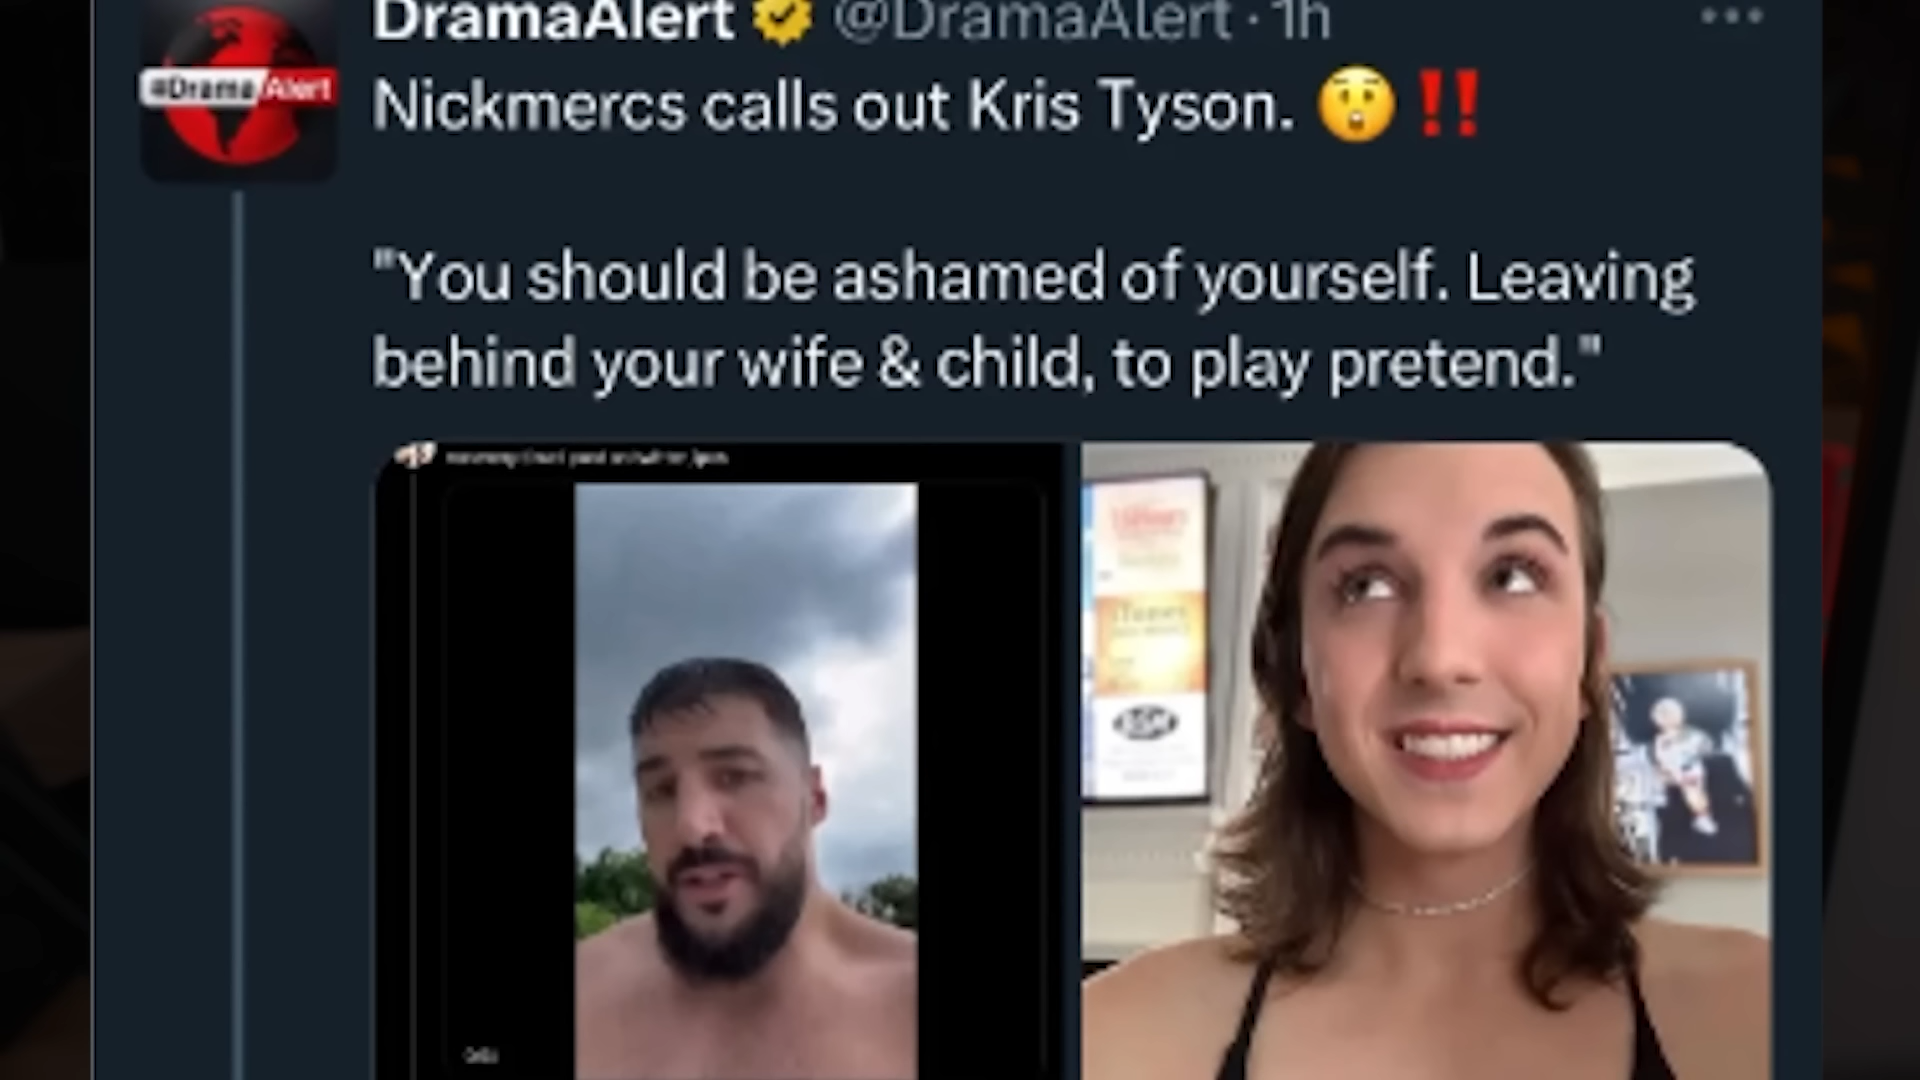 DramaAlert @DramaAlert · 1h
#Drama Alert
Nickmercs calls out Kris Tyson. 😲‼️
"You should be ashamed of yourself. Leaving
behind your wife & child, to play pretend."